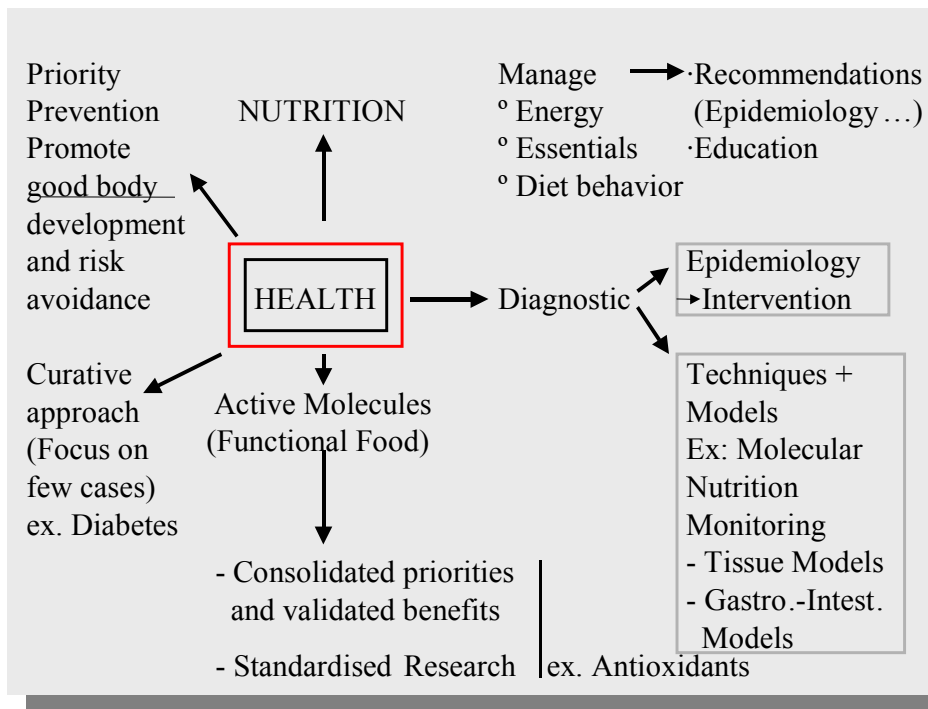 Priority
Prevention
Promote
good body
development
and risk
avoidance
NUTRITION
Manage
º Energy
º Essentials
º Diet behavior
·Recommendations
(Epidemiology ...)
·Education
HEALTH
Diagnostic
Epidemiology
Intervention
Curative
approach
(Focus on
few cases)
ex. Diabetes
Active Molecules
(Functional Food)
Techniques +
Models
Ex: Molecular
Nutrition
Monitoring
- Tissue Models
- Gastro.-Intest.
Models
- Consolidated priorities
and validated benefits
- Standardised Research
ex. Antioxidants